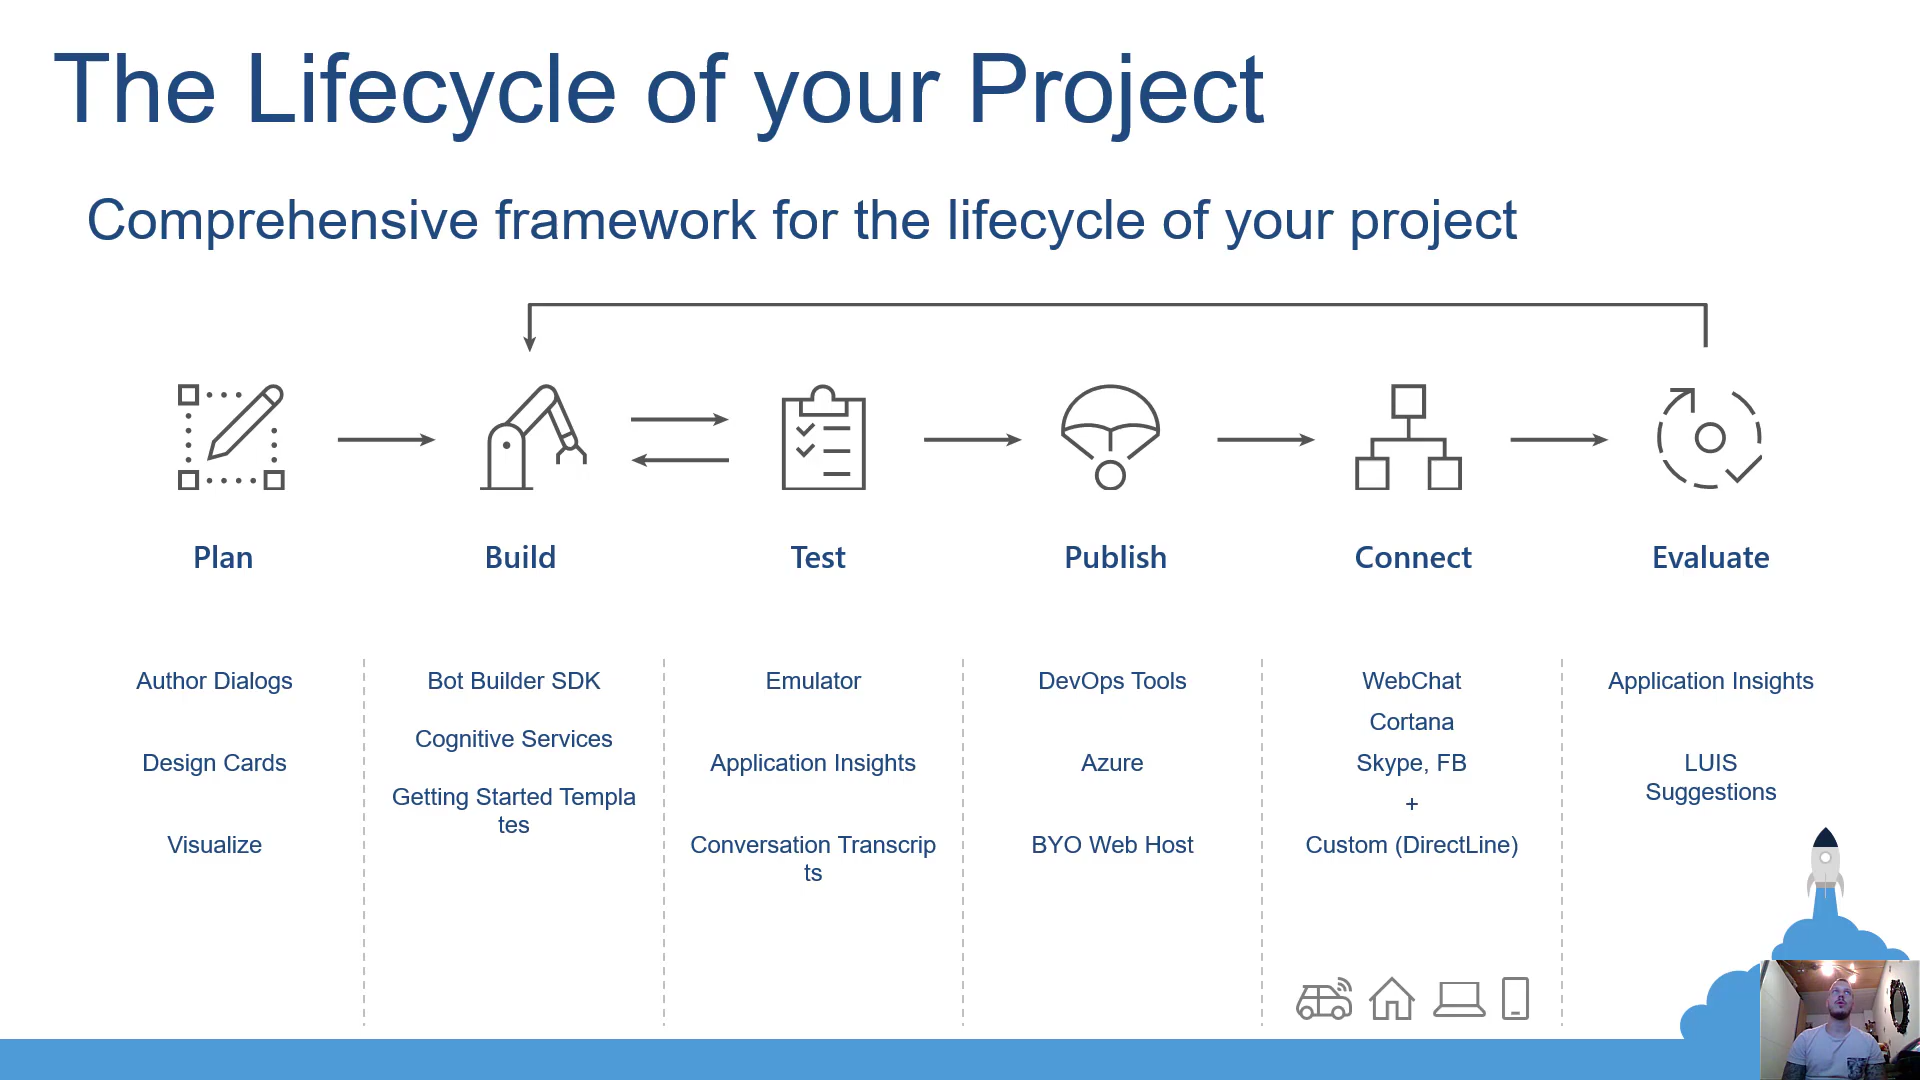 The Lifecycle of your Project
Comprehensive framework for the lifecycle of your project
Plan
Build
Test
Publish
Connect
Evaluate
Author Dialogs
Design Cards
Visualize
Bot Builder SDK
Cognitive Services
Getting Started Templa
tes
Emulator
Application Insights
Conversation Transcrip
ts
DevOps Tools
Azure
BYO Web Host
WebChat
Cortana
Skype, FB
+
Custom (DirectLine)
Application Insights
LUIS
Suggestions